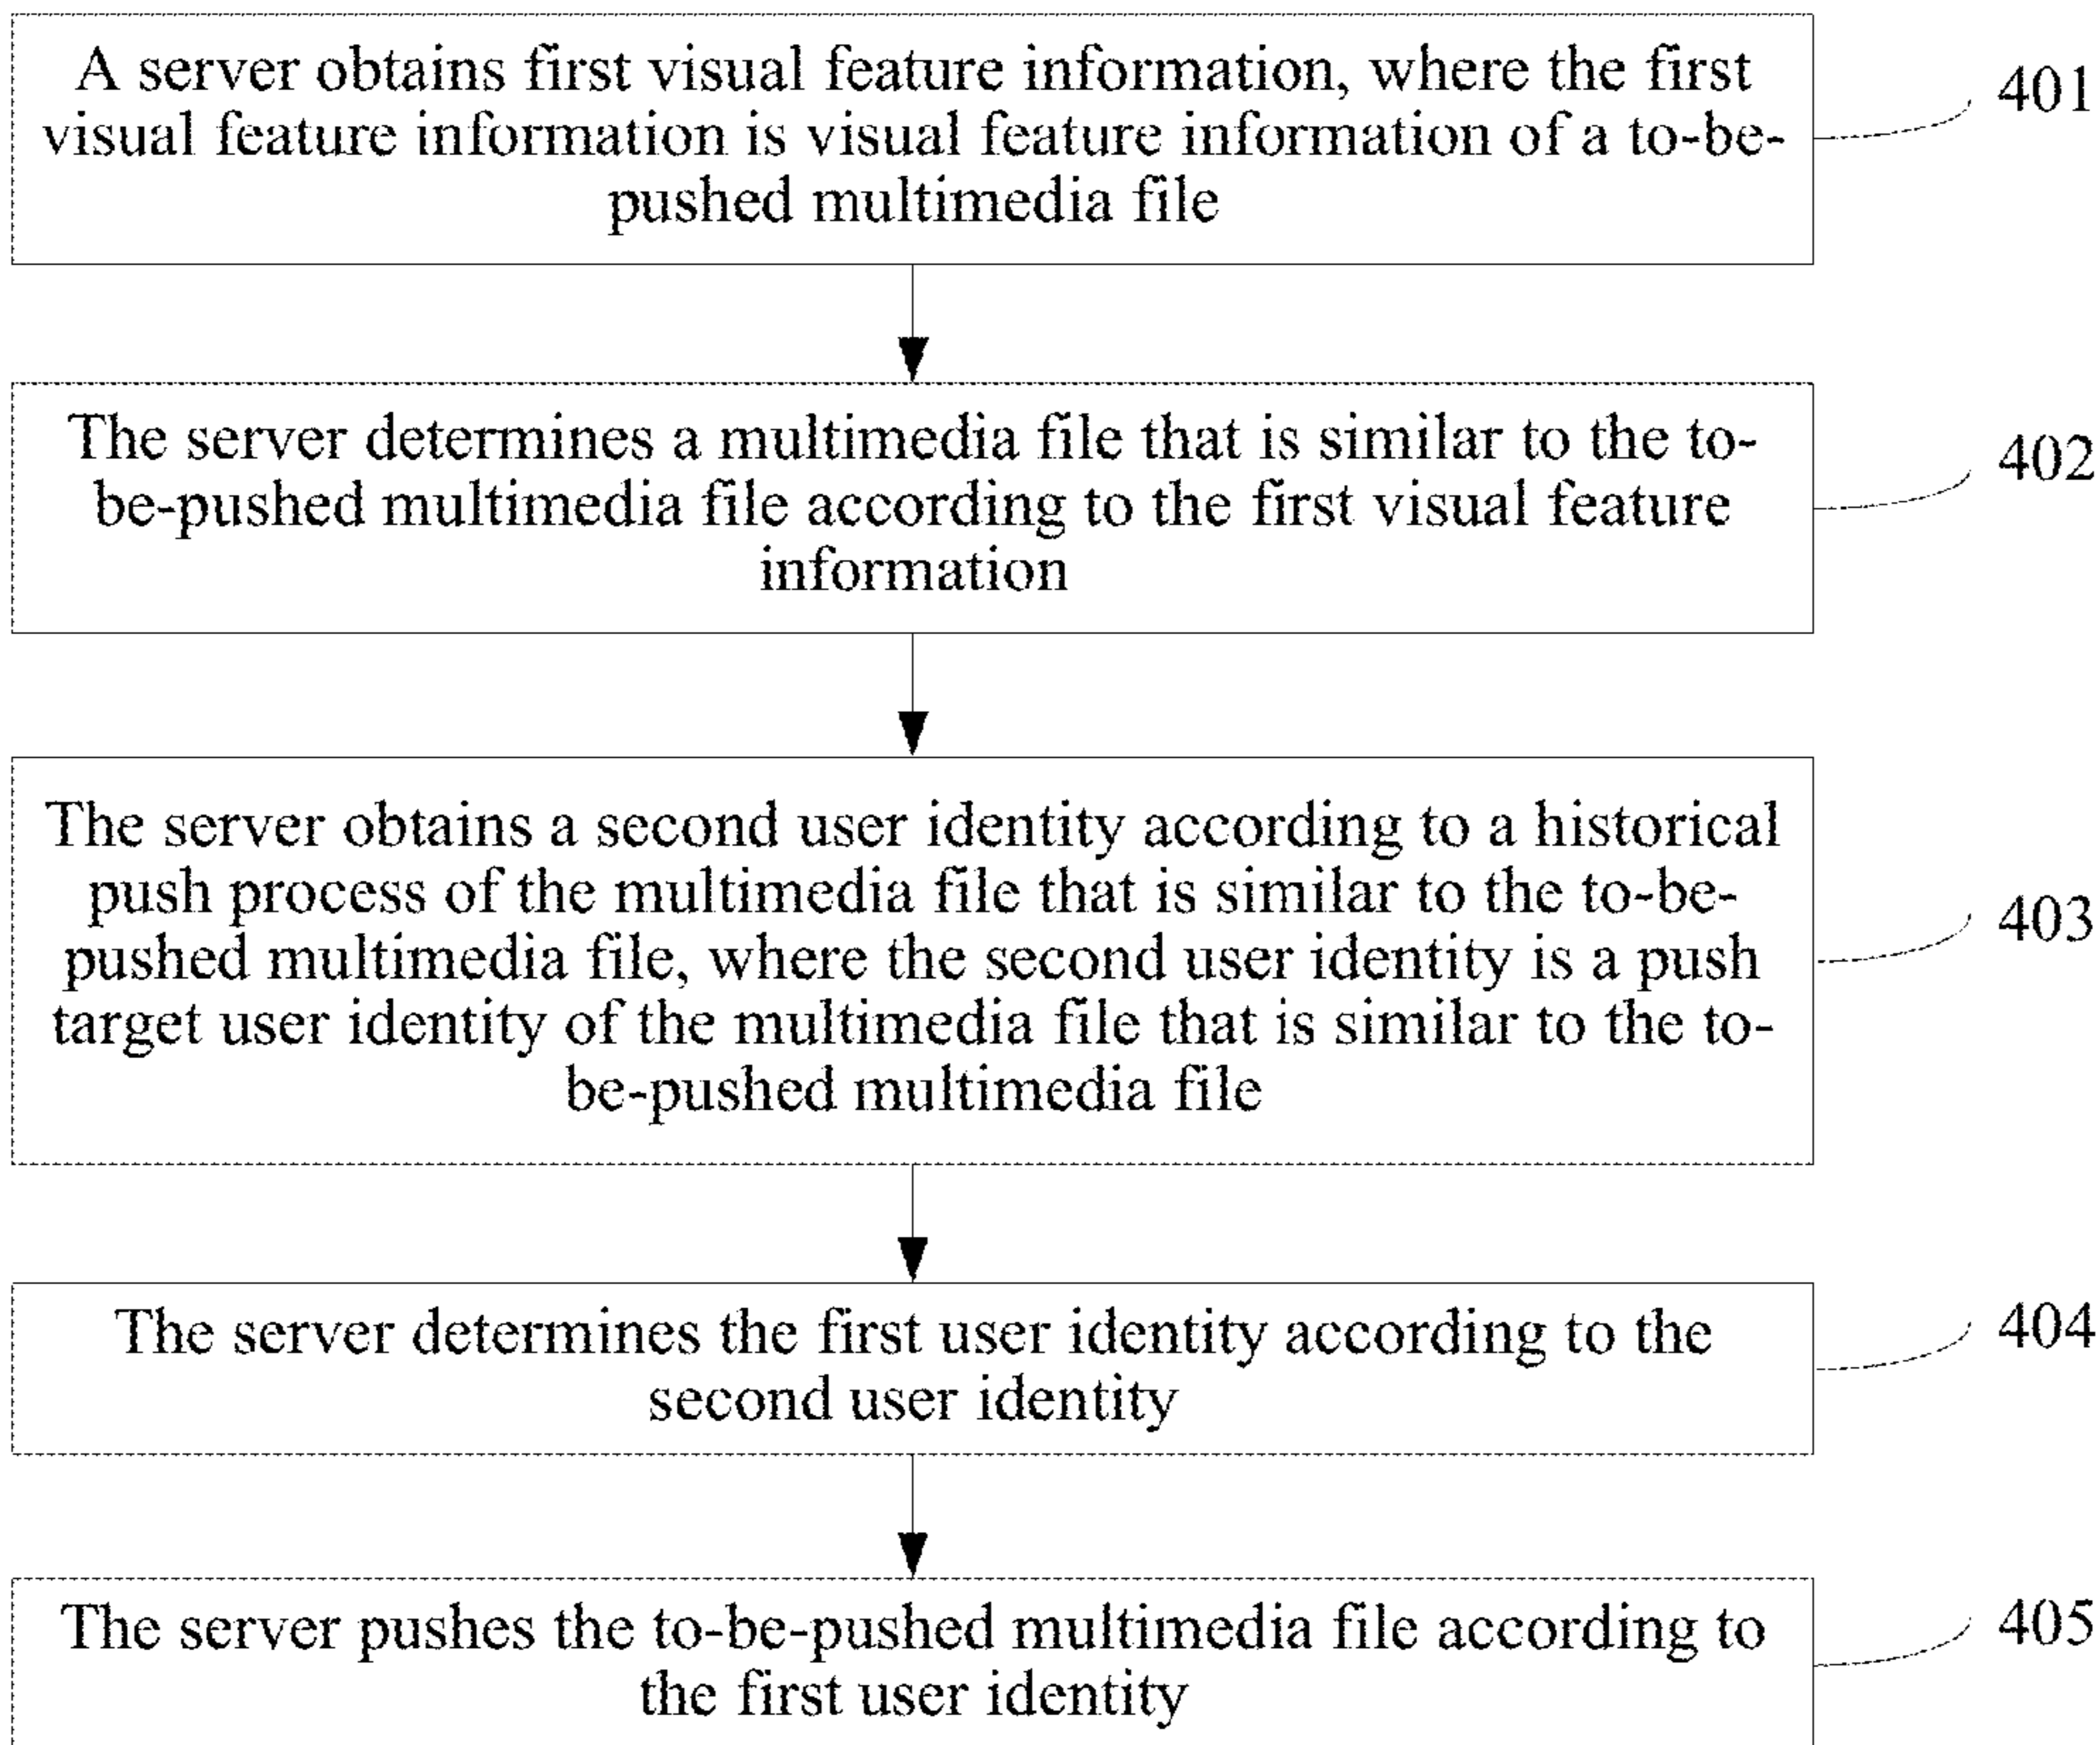 A server obtains first visual feature information, where the first
visual feature information is visual feature information of a to-be-
pushed multimedia file
401
The server determines a multimedia file that is similar to the to-
be-pushed multimedia file according to the first visual feature
information
402
The server obtains a second user identity according to a historical
push process of the multimedia file that is similar to the to-be-
pushed multimedia file, where the second user identity is a push
target user identity of the multimedia file that is similar to the to-
be-pushed multimedia file
403
The server determines the first user identity according to the
second user identity
404
The server pushes the to-be-pushed multimedia file according to
the first user identity
405